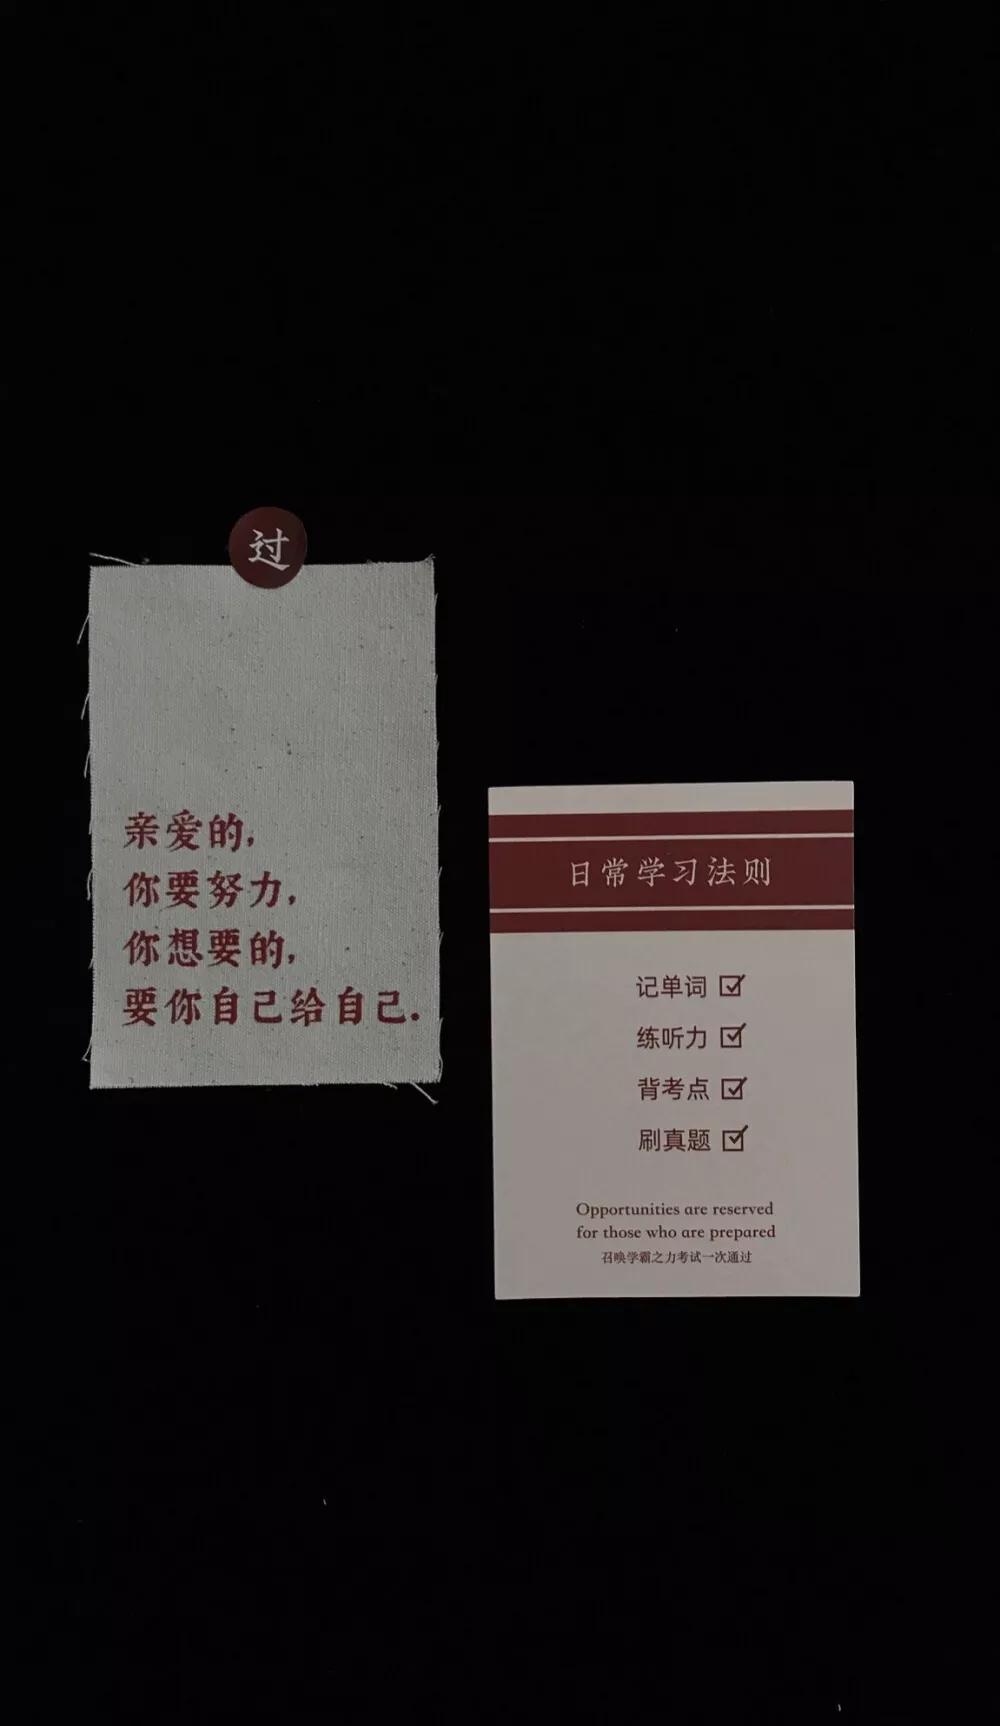 过
亲爱的,
你要努力,
你想要的,
要你自己给自己.
日常学习法则
记单词
练听力
背考点
刷真题
Opportunities are reserved
for those who are prepared
召唤学霸之力考试一次通过